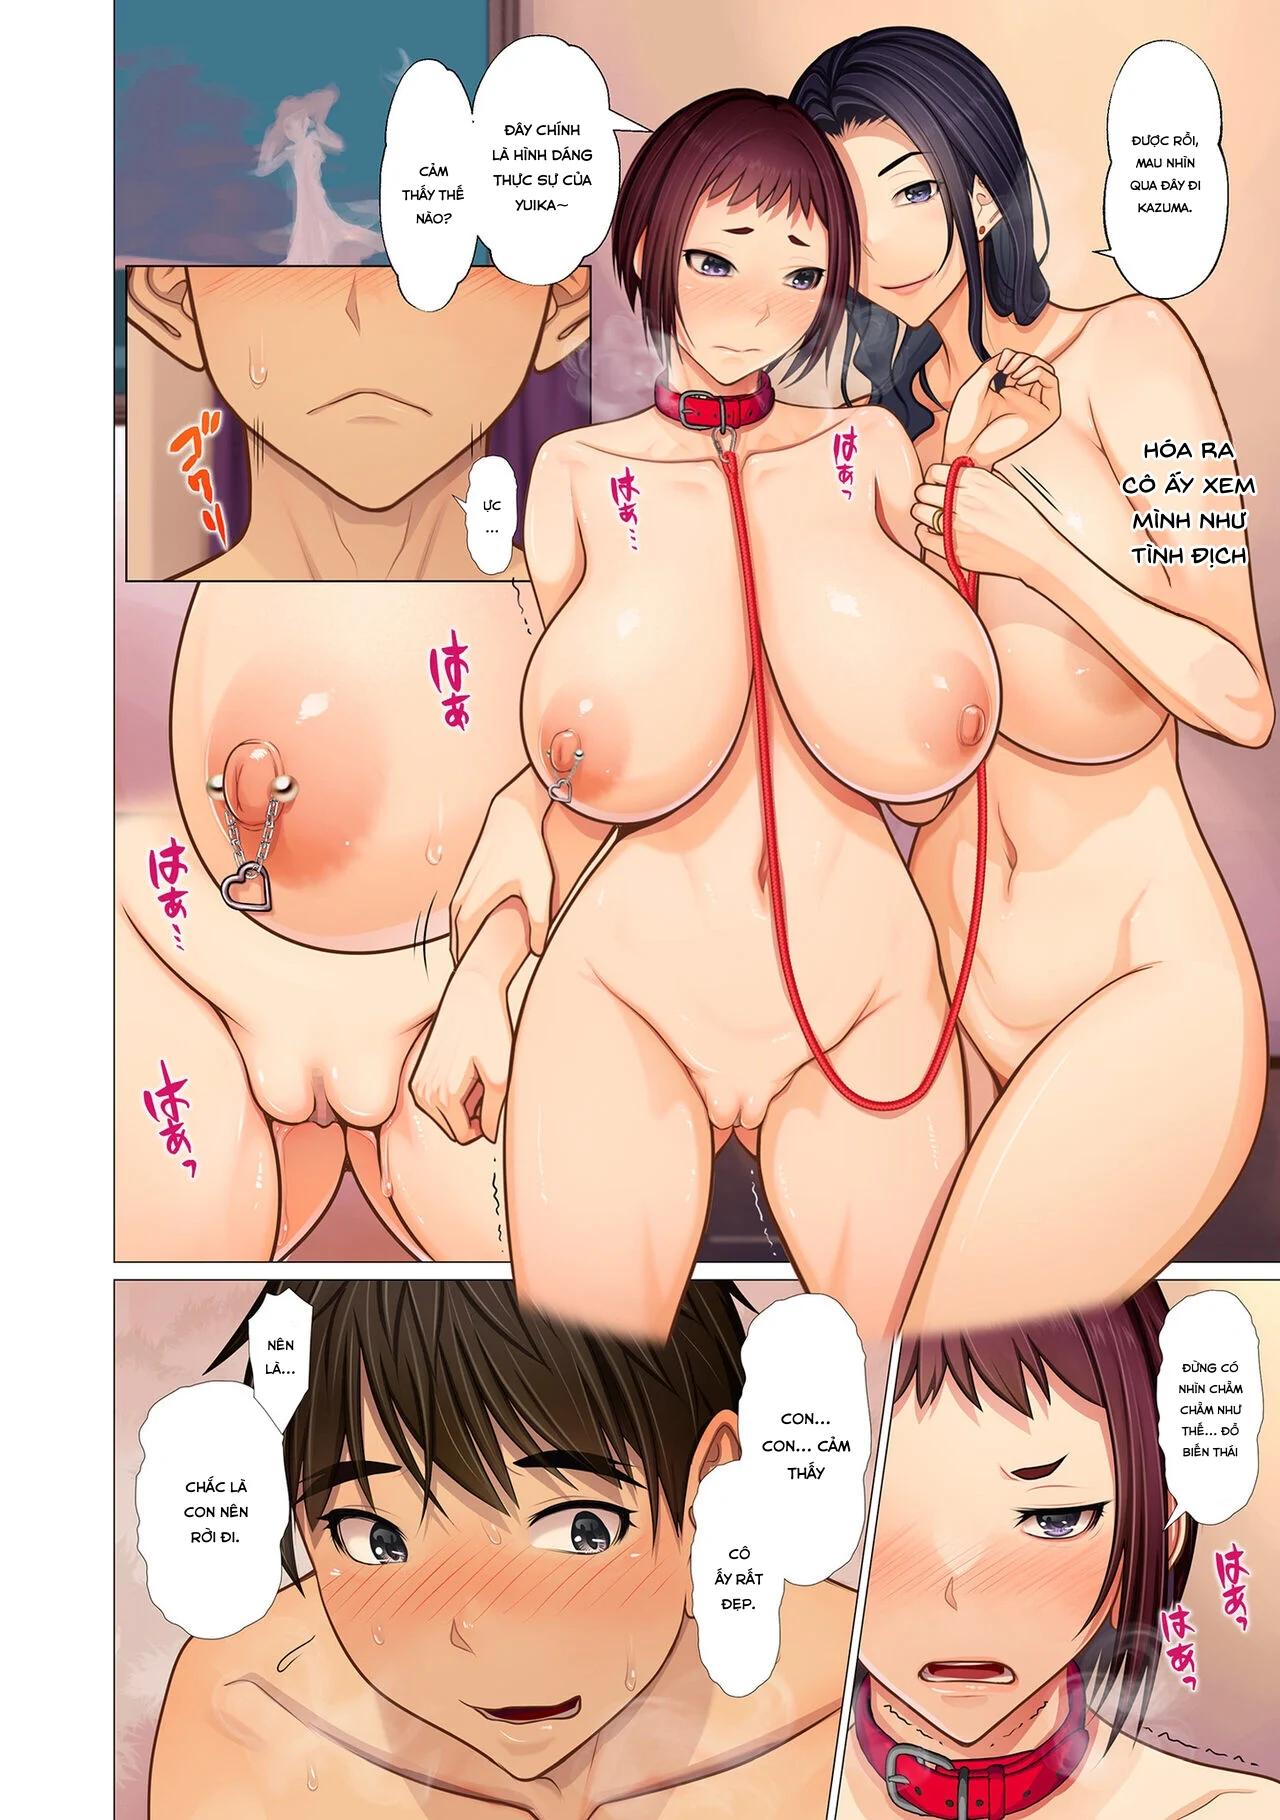 ĐƯỢC RỒI,
MAU NHÌN
QUA ĐÂY ĐI
KAZUMA.
ĐÂY CHÍNH
LÀ HÌNH DÁNG
THỰC SỰ CỦA
YUIKA~
CẢM
THẤY THẾ
NÀO?
HÓA RA
CÔ ẤY XEM
MÌNH NHƯ
TÌNH ĐỊCH
はぁっ
はぁ…
ゴクリ
ỰC
...
はぁ
はぁ…
はぁっ
ĐỪNG CÓ
NHÌN CHẰM
CHẰM NHƯ
THẾ... ĐỒ
BIẾN THÁI
はぁっ
はぁっ
CON...
CON... CẢM
THẤY
CÔ
ẤY RẤT
ĐẸP.
NÊN
LÀ...
CHẮC LÀ
CON NÊN
RỜI ĐI.